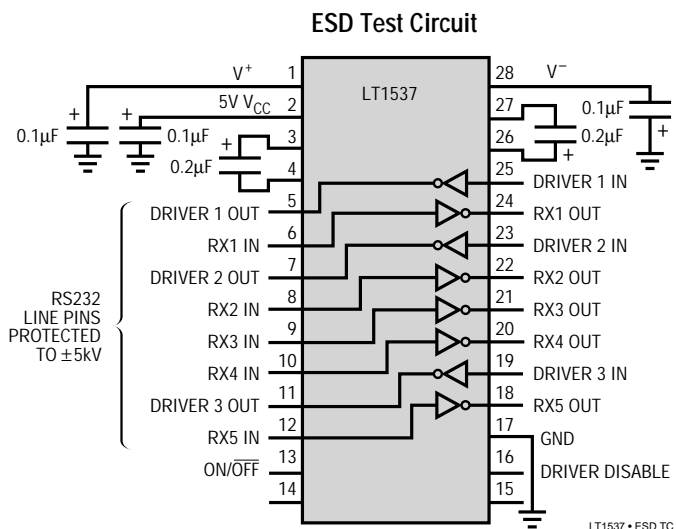 ESD Test Circuit
V+ 1 LT1537 28 V−
5V VCC 2 27
0.1µF + + 0.1µF 3 + 26 0.1µF +
0.2µF 4 0.2µF +
25 DRIVER 1 IN
DRIVER 1 OUT 5 24 RX1 OUT
RX1 IN 6 23 DRIVER 2 IN
DRIVER 2 OUT 7 22 RX2 OUT
RX2 IN 8 21 RX3 OUT
RX3 IN 9 20 RX4 OUT
RX4 IN 10 19 DRIVER 3 IN
DRIVER 3 OUT 11 18 RX5 OUT
RX5 IN 12 17 GND
ON/OFF 13 16 DRIVER DISABLE
14 15
RS232
LINE PINS
PROTECTED
TO ±5kV
LT1537 • ESD TC